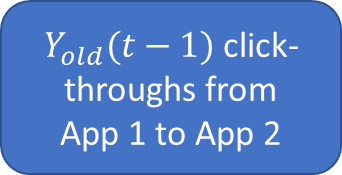 Y_old(t − 1) click-
throughs from
App 1 to App 2